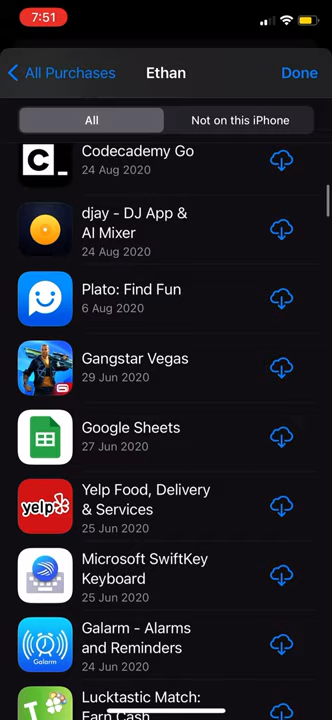 7:51
All Purchases
Ethan
Done
All
Not on this iPhone
C_
Codecademy Go
24 Aug 2020
djay - DJ App &
AI Mixer
24 Aug 2020
Plato: Find Fun
6 Aug 2020
Gangstar Vegas
29 Jun 2020
Google Sheets
27 Jun 2020
yelp
Yelp Food, Delivery
& Services
25 Jun 2020
Microsoft SwiftKey
Keyboard
25 Jun 2020
Galarm
Galarm - Alarms
and Reminders
24 Jun 2020
Lucktastic Match:
Earn Cash